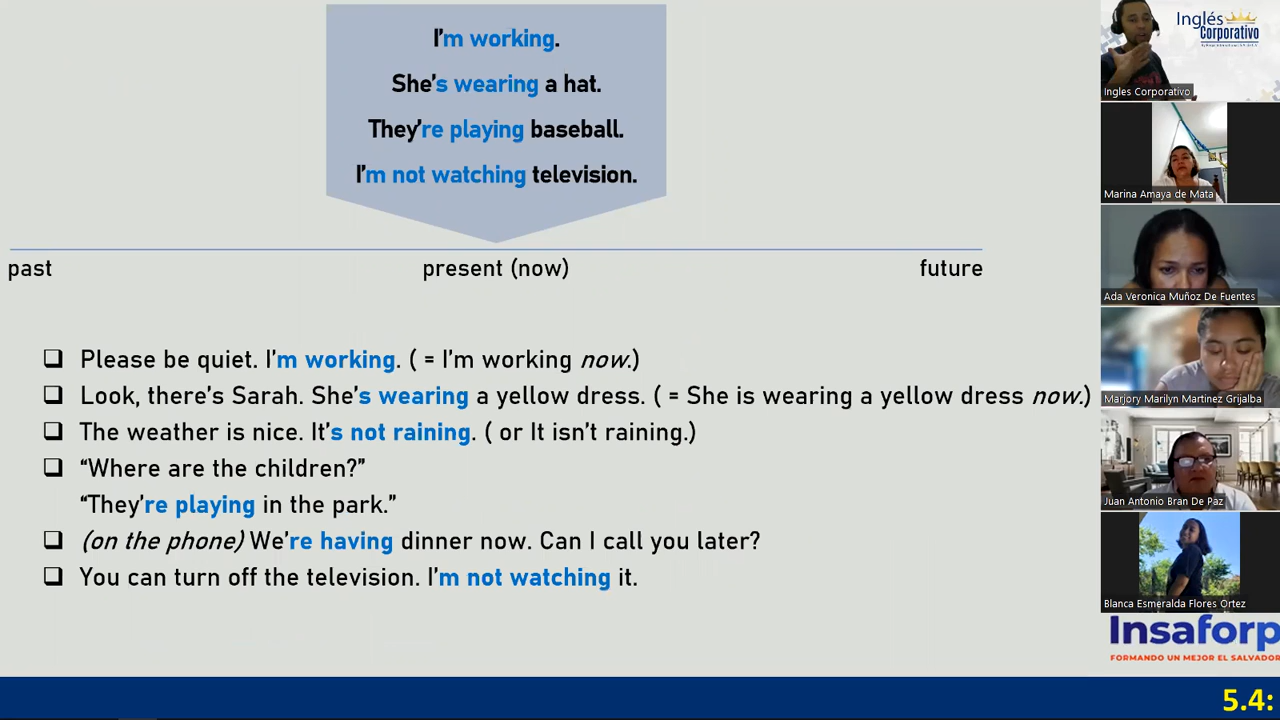 I'm working.
She's wearing a hat.
They're playing baseball.
I'm not watching television.
past
present (now)
future
❑ Please be quiet. I'm working. ( = I'm working now.)
❑ Look, there's Sarah. She's wearing a yellow dress. ( = She is wearing a yellow dress now.)
❑ The weather is nice. It's not raining. ( or It isn't raining.)
❑ “Where are the children?”
“They're playing in the park.”
❑ (on the phone) We're having dinner now. Can I call you later?
❑ You can turn off the television. I'm not watching it.
Inglés
Corporativo
Ingles Corporativo
Marina Amaya de Mata
Ada Veronica Muñoz De Fuentes
Marjory Marilyn Martinez Grijalba
Juan Antonio Bran De Paz
Blanca Esmeralda Flores Ortez
Insaforp
FORMANDO UN MEJOR EL SALVADOR
5.4: